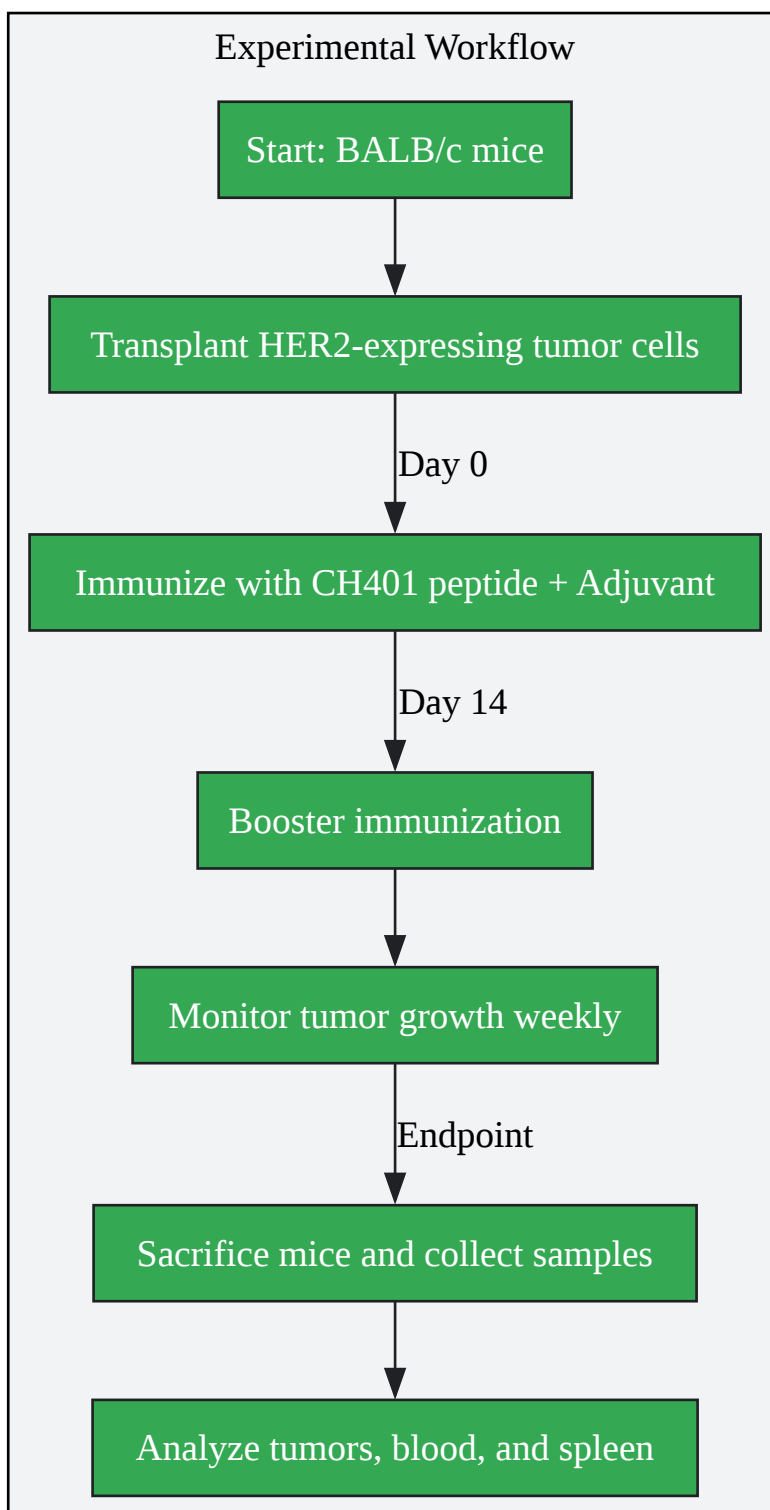 Experimental Workflow
Start: BALB/c mice
Transplant HER2-expressing tumor cells
Day 0
Immunize with CH401 peptide + Adjuvant
Day 14
Booster immunization
Monitor tumor growth weekly
Endpoint
Sacrifice mice and collect samples
Analyze tumors, blood, and spleen